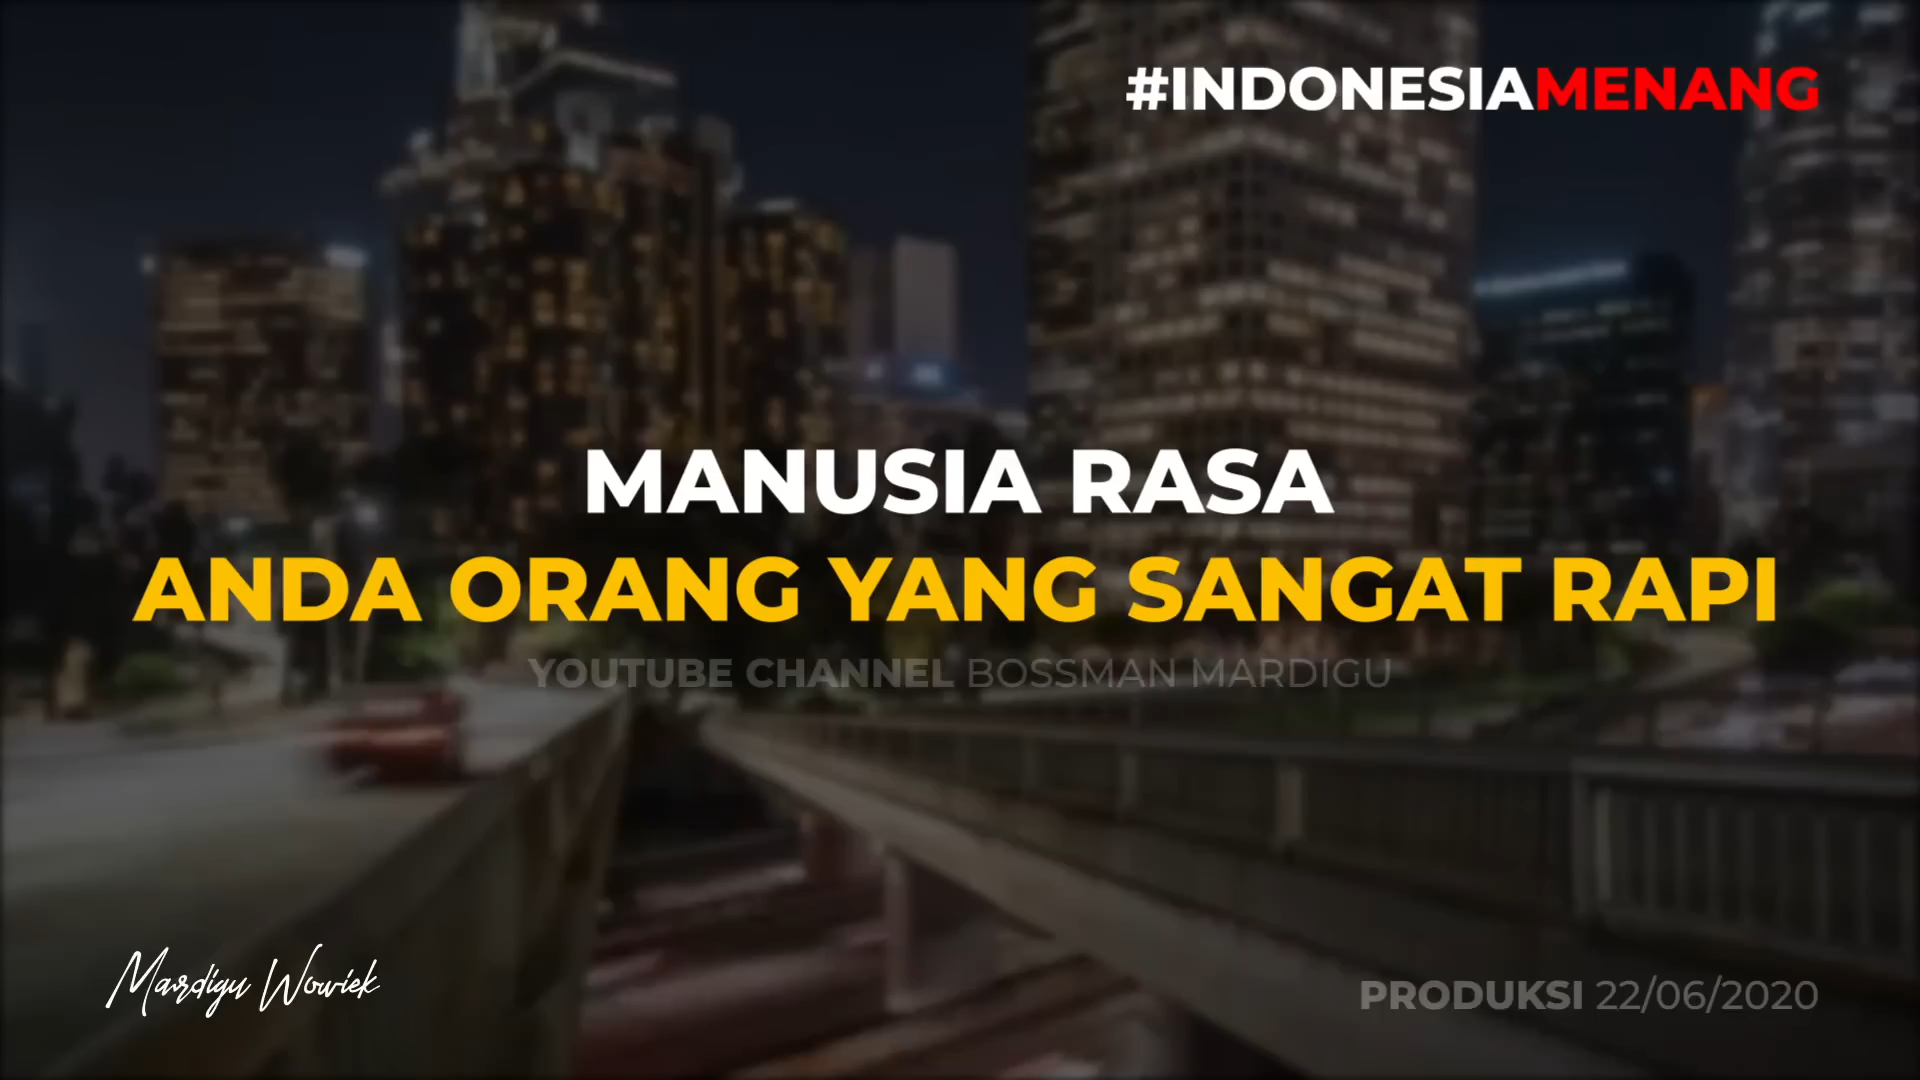 #INDONESIAMENANG
MANUSIA RASA
ANDA ORANG YANG SANGAT RAPI
YOUTUBE CHANNEL BOSSMAN MARDIGU
Mardigu Wowiek
PRODUKSI 22/06/2020